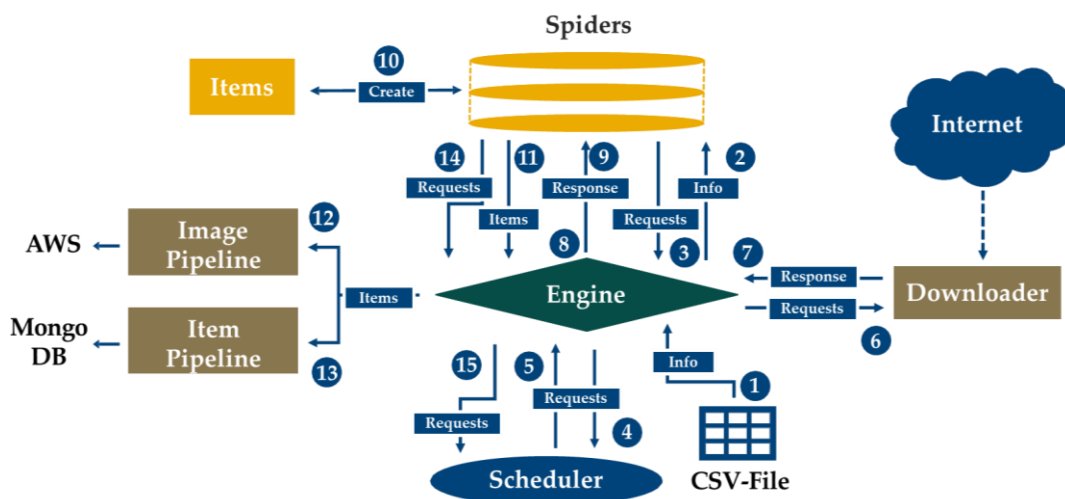 Spiders
10
Items
Create
Internet
14
11
9
2
Requests
Response
Info
Items
Requests
12
8
3
7
AWS
Image
Pipeline
Items
Engine
Response
Requests
Downloader
Mongo
DB
Item
Pipeline
13
15
5
6
Info
1
Requests
Requests
4
Scheduler
CSV-File